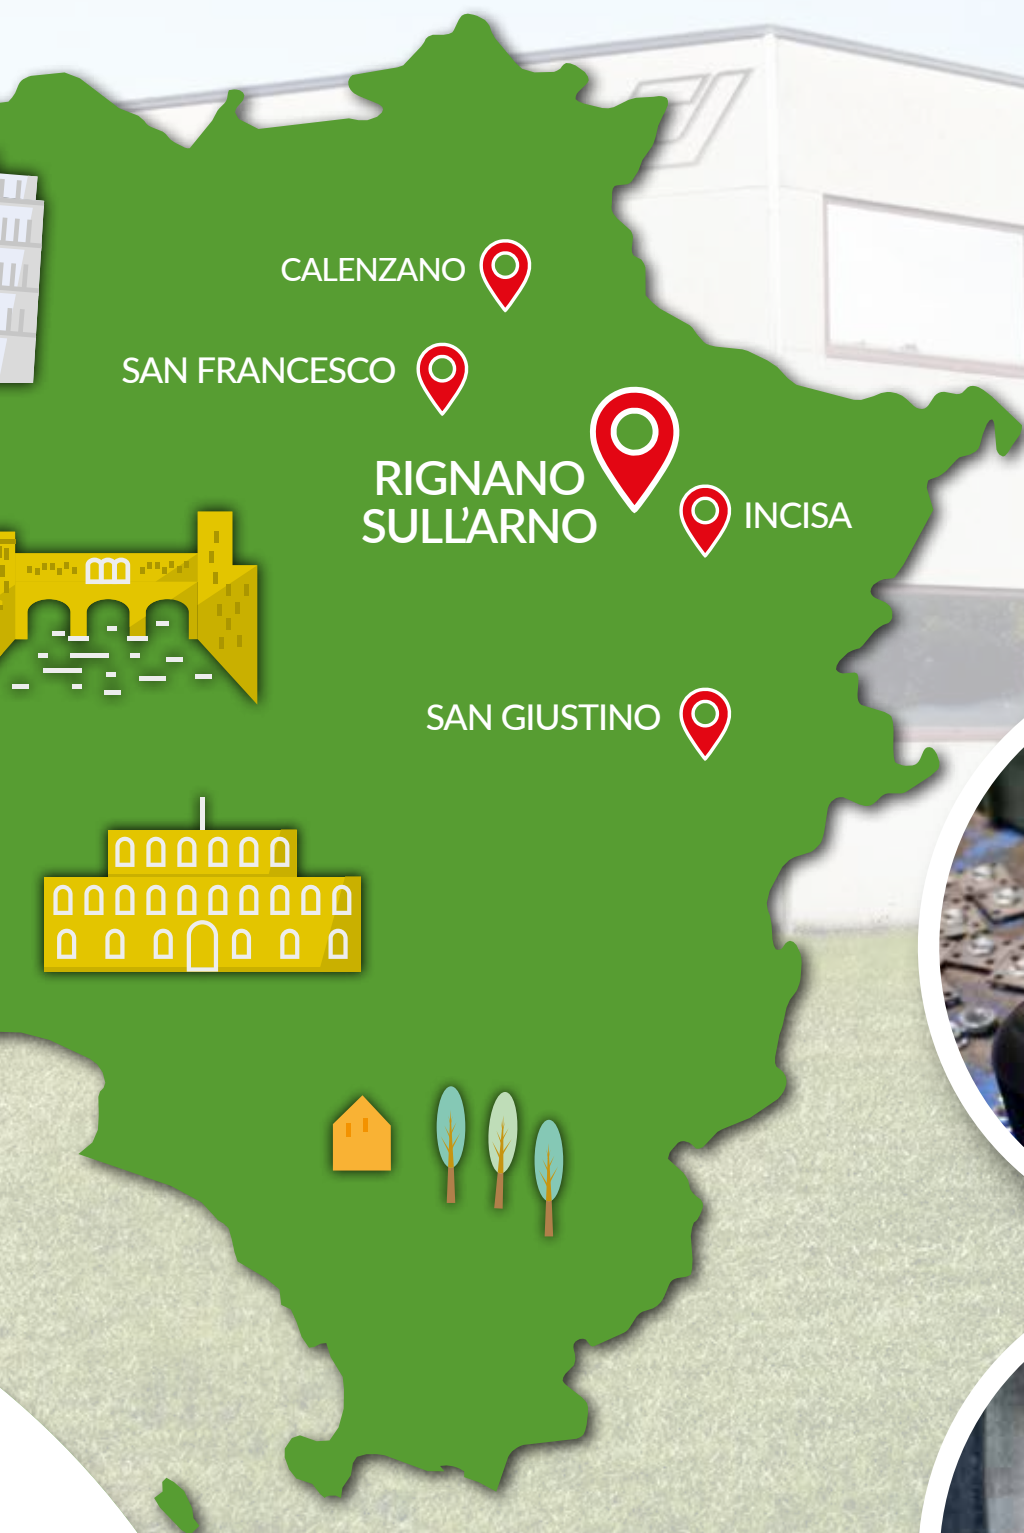 CALENZANO
SAN FRANCESCO
RIGNANO
SULL'ARNO
INCISA
SAN GIUSTINO